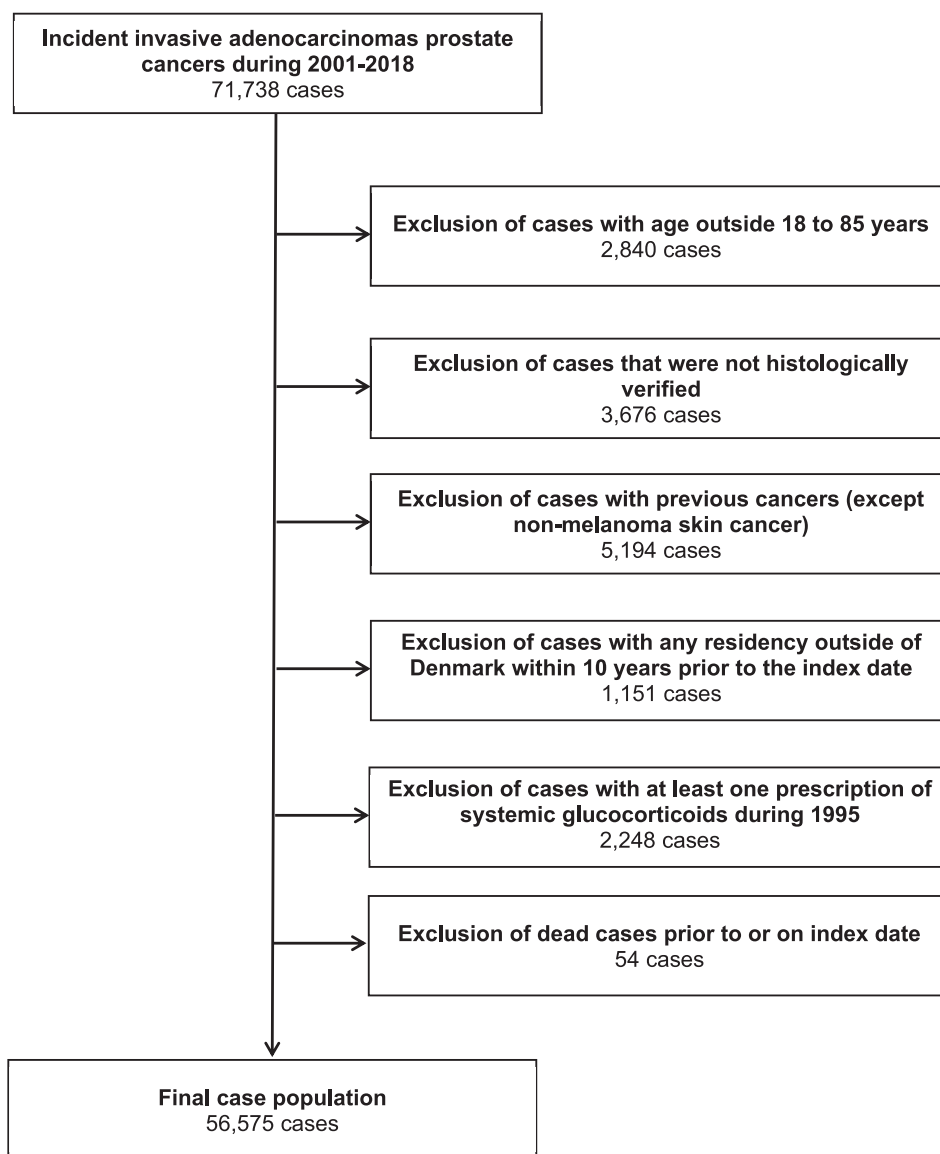 Incident invasive adenocarcinomas prostate
cancers during 2001-2018
71,738 cases
Exclusion of cases with age outside 18 to 85 years
2,840 cases
Exclusion of cases that were not histologically
verified
3,676 cases
Exclusion of cases with previous cancers (except
non-melanoma skin cancer)
5,194 cases
Exclusion of cases with any residency outside of
Denmark within 10 years prior to the index date
1,151 cases
Exclusion of cases with at least one prescription of
systemic glucocorticoids during 1995
2,248 cases
Exclusion of dead cases prior to or on index date
54 cases
Final case population
56,575 cases